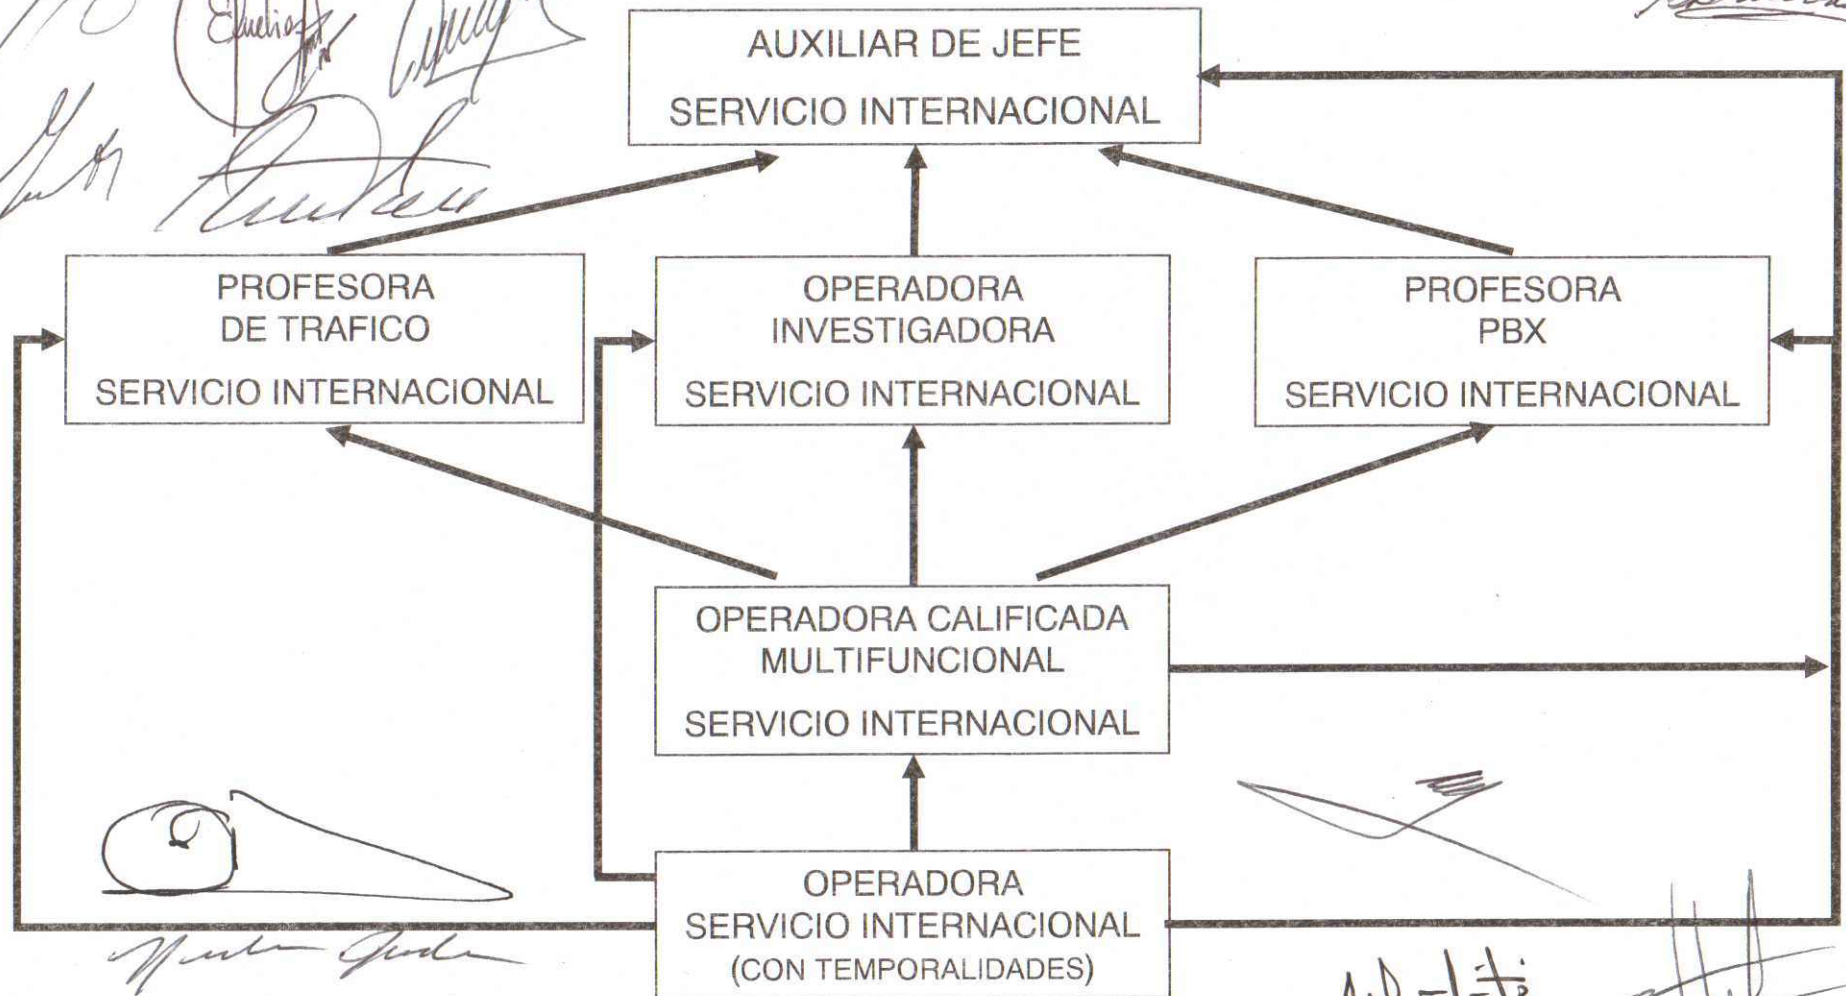 AUXILIAR DE JEFE
SERVICIO INTERNACIONAL
PROFESORA
DE TRAFICO
SERVICIO INTERNACIONAL
OPERADORA
INVESTIGADORA
SERVICIO INTERNACIONAL
PROFESORA
PBX
SERVICIO INTERNACIONAL
OPERADORA CALIFICADA
MULTIFUNCIONAL
SERVICIO INTERNACIONAL
OPERADORA
SERVICIO INTERNACIONAL
(CON TEMPORALIDADES)